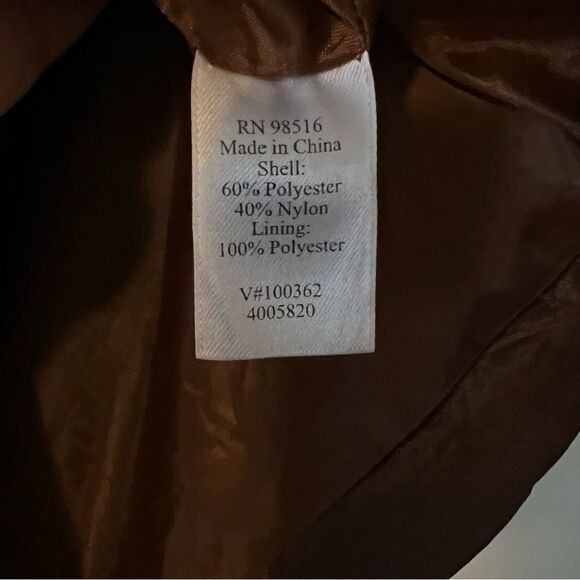 RN 98516
Made in China
Shell:
60% Polyester
40% Nylon
Lining:
100% Polyester
V#100362
4005820